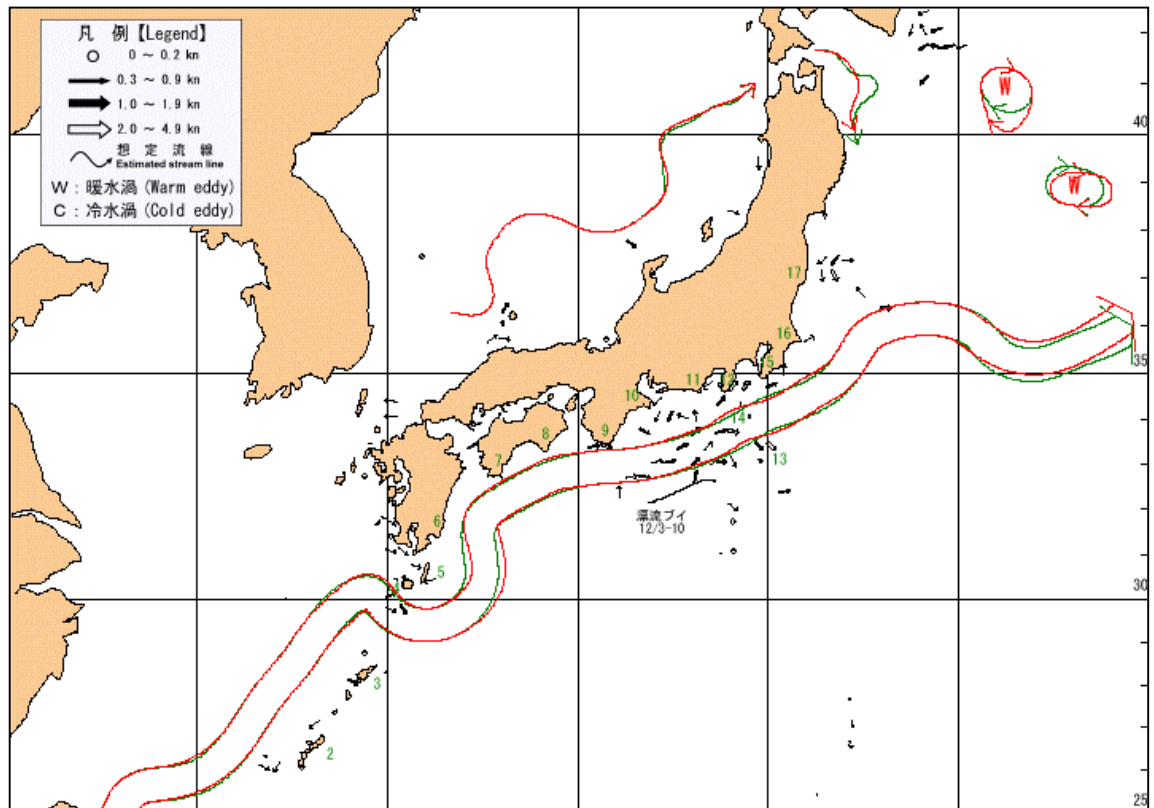 凡 例【Legend】
0 ~ 0.2 kn
0.3 ~ 0.9 kn
1.0 ~ 1.9 kn
2.0 ~ 4.9 kn
想 定 流 線
Estimated stream line
W : 暖水渦 (Warm eddy)
C : 冷水渦 (Cold eddy)
W
40
W
17
16
35
15
11
10
14
9
8
7
13
漂流ブイ
12/3-10
6
5
30
3
2
25